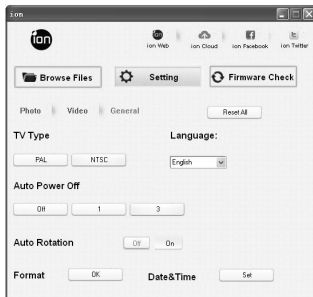 ion
ion
ion Web ion Cloud ion Facebook ion Twitter
Browse Files Setting Firmware Check
Photo Video General Reset All
TV Type Language:
PAL NTSC English
Auto Power Off
Off 1 3
Auto Rotation Off On
Format OK Date&Time Set